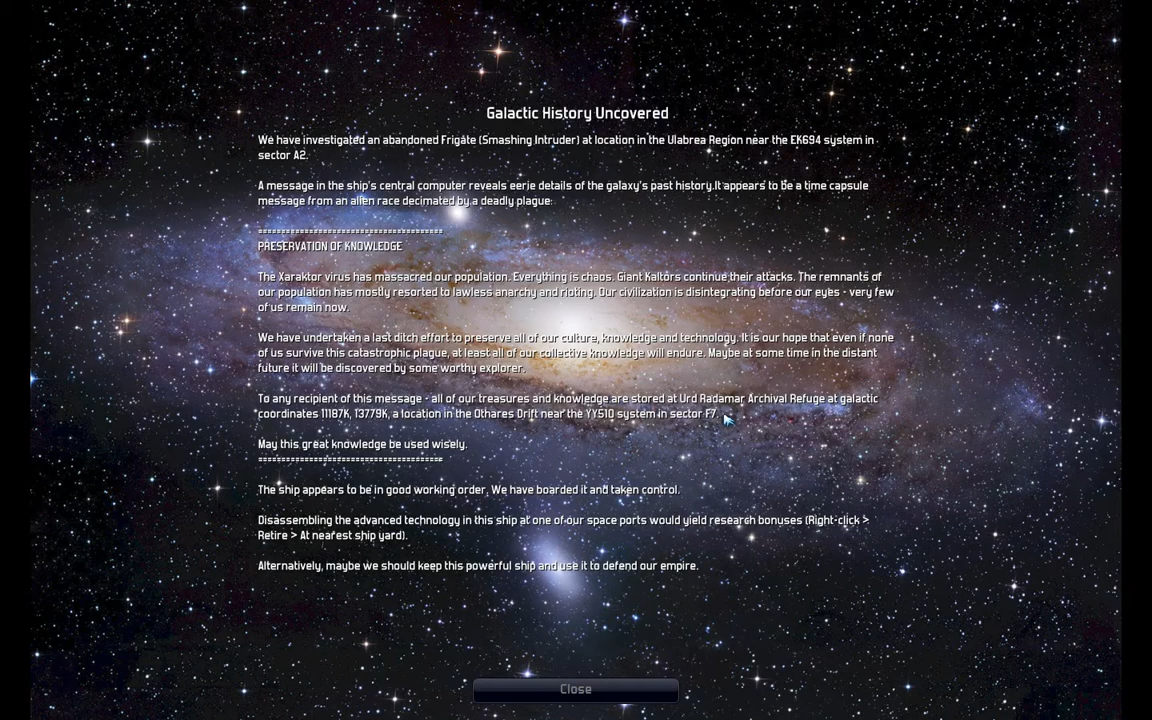 Galactic History Uncovered
We have investigated an abandoned Frigate (Smashing Intruder) at location in the Ulabrea Region near the EK694 system in
sector A2.
A message in the ship's central computer reveals eerie details of the galaxy's past history.It appears to be a time capsule
message from an alien race decimated by a deadly plague:
========================================
PRESERVATION OF KNOWLEDGE
The Xaraktor virus has massacred our population. Everything is chaos. Giant Kaltors continue their attacks. The remnants of
our population has mostly resorted to lawless anarchy and rioting. Our civilization is disintegrating before our eyes - very few
of us remain now.
We have undertaken a last ditch effort to preserve all of our culture, knowledge and technology. It is our hope that even if none
of us survive this catastrophic plague, at least all of our collective knowledge will endure. Maybe at some time in the distant
future it will be discovered by some worthy explorer.
To any recipient of this message - all of our treasures and knowledge are stored at Urd Radamar Archival Refuge at galactic
coordinates 11187K, 13779K, a location in the Othares Drift near the YY510 system in sector F7.
May this great knowledge be used wisely.
========================================
The ship appears to be in good working order. We have boarded it and taken control.
Disassembling the advanced technology in this ship at one of our space ports would yield research bonuses (Right-click >
Retire > At nearest ship yard).
Alternatively, maybe we should keep this powerful ship and use it to defend our empire.
Close